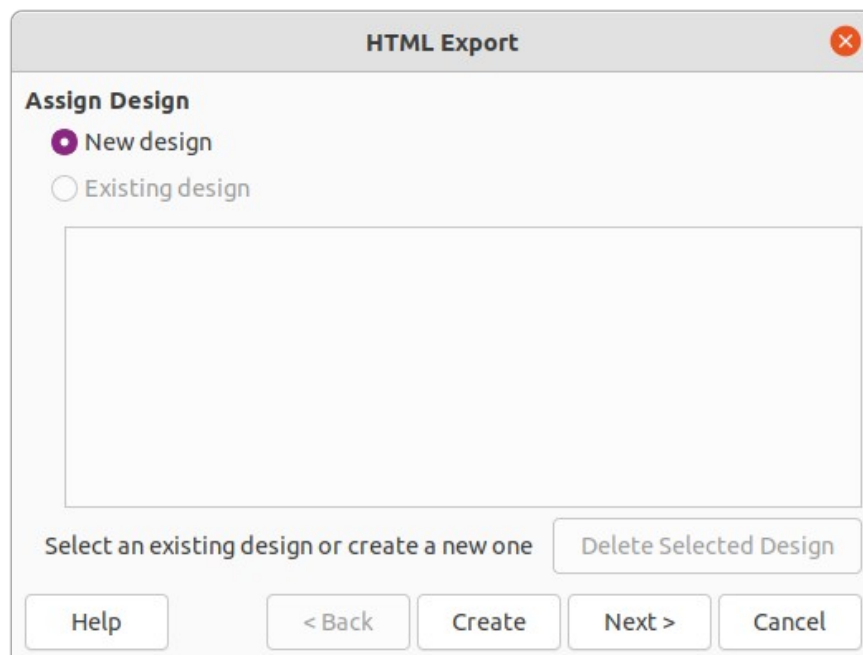 HTML Export
Assign Design
New design
Existing design
Select an existing design or create a new one Delete Selected Design
Help < Back Create Next > Cancel